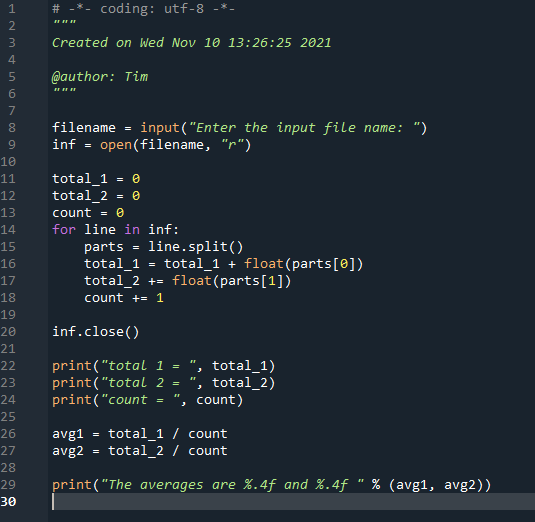 1 # -*- coding: utf-8 -*-
2 """
3 Created on Wed Nov 10 13:26:25 2021
4
5 @author: Tim
6 """
7
8 filename = input("Enter the input file name: ")
9 inf = open(filename, "r")
10
11 total_1 = 0
12 total_2 = 0
13 count = 0
14 for line in inf:
15     parts = line.split()
16     total_1 = total_1 + float(parts[0])
17     total_2 += float(parts[1])
18     count += 1
19
20 inf.close()
21
22 print("total 1 = ", total_1)
23 print("total 2 = ", total_2)
24 print("count = ", count)
25
26 avg1 = total_1 / count
27 avg2 = total_2 / count
28
29 print("The averages are %.4f and %.4f " % (avg1, avg2))
30